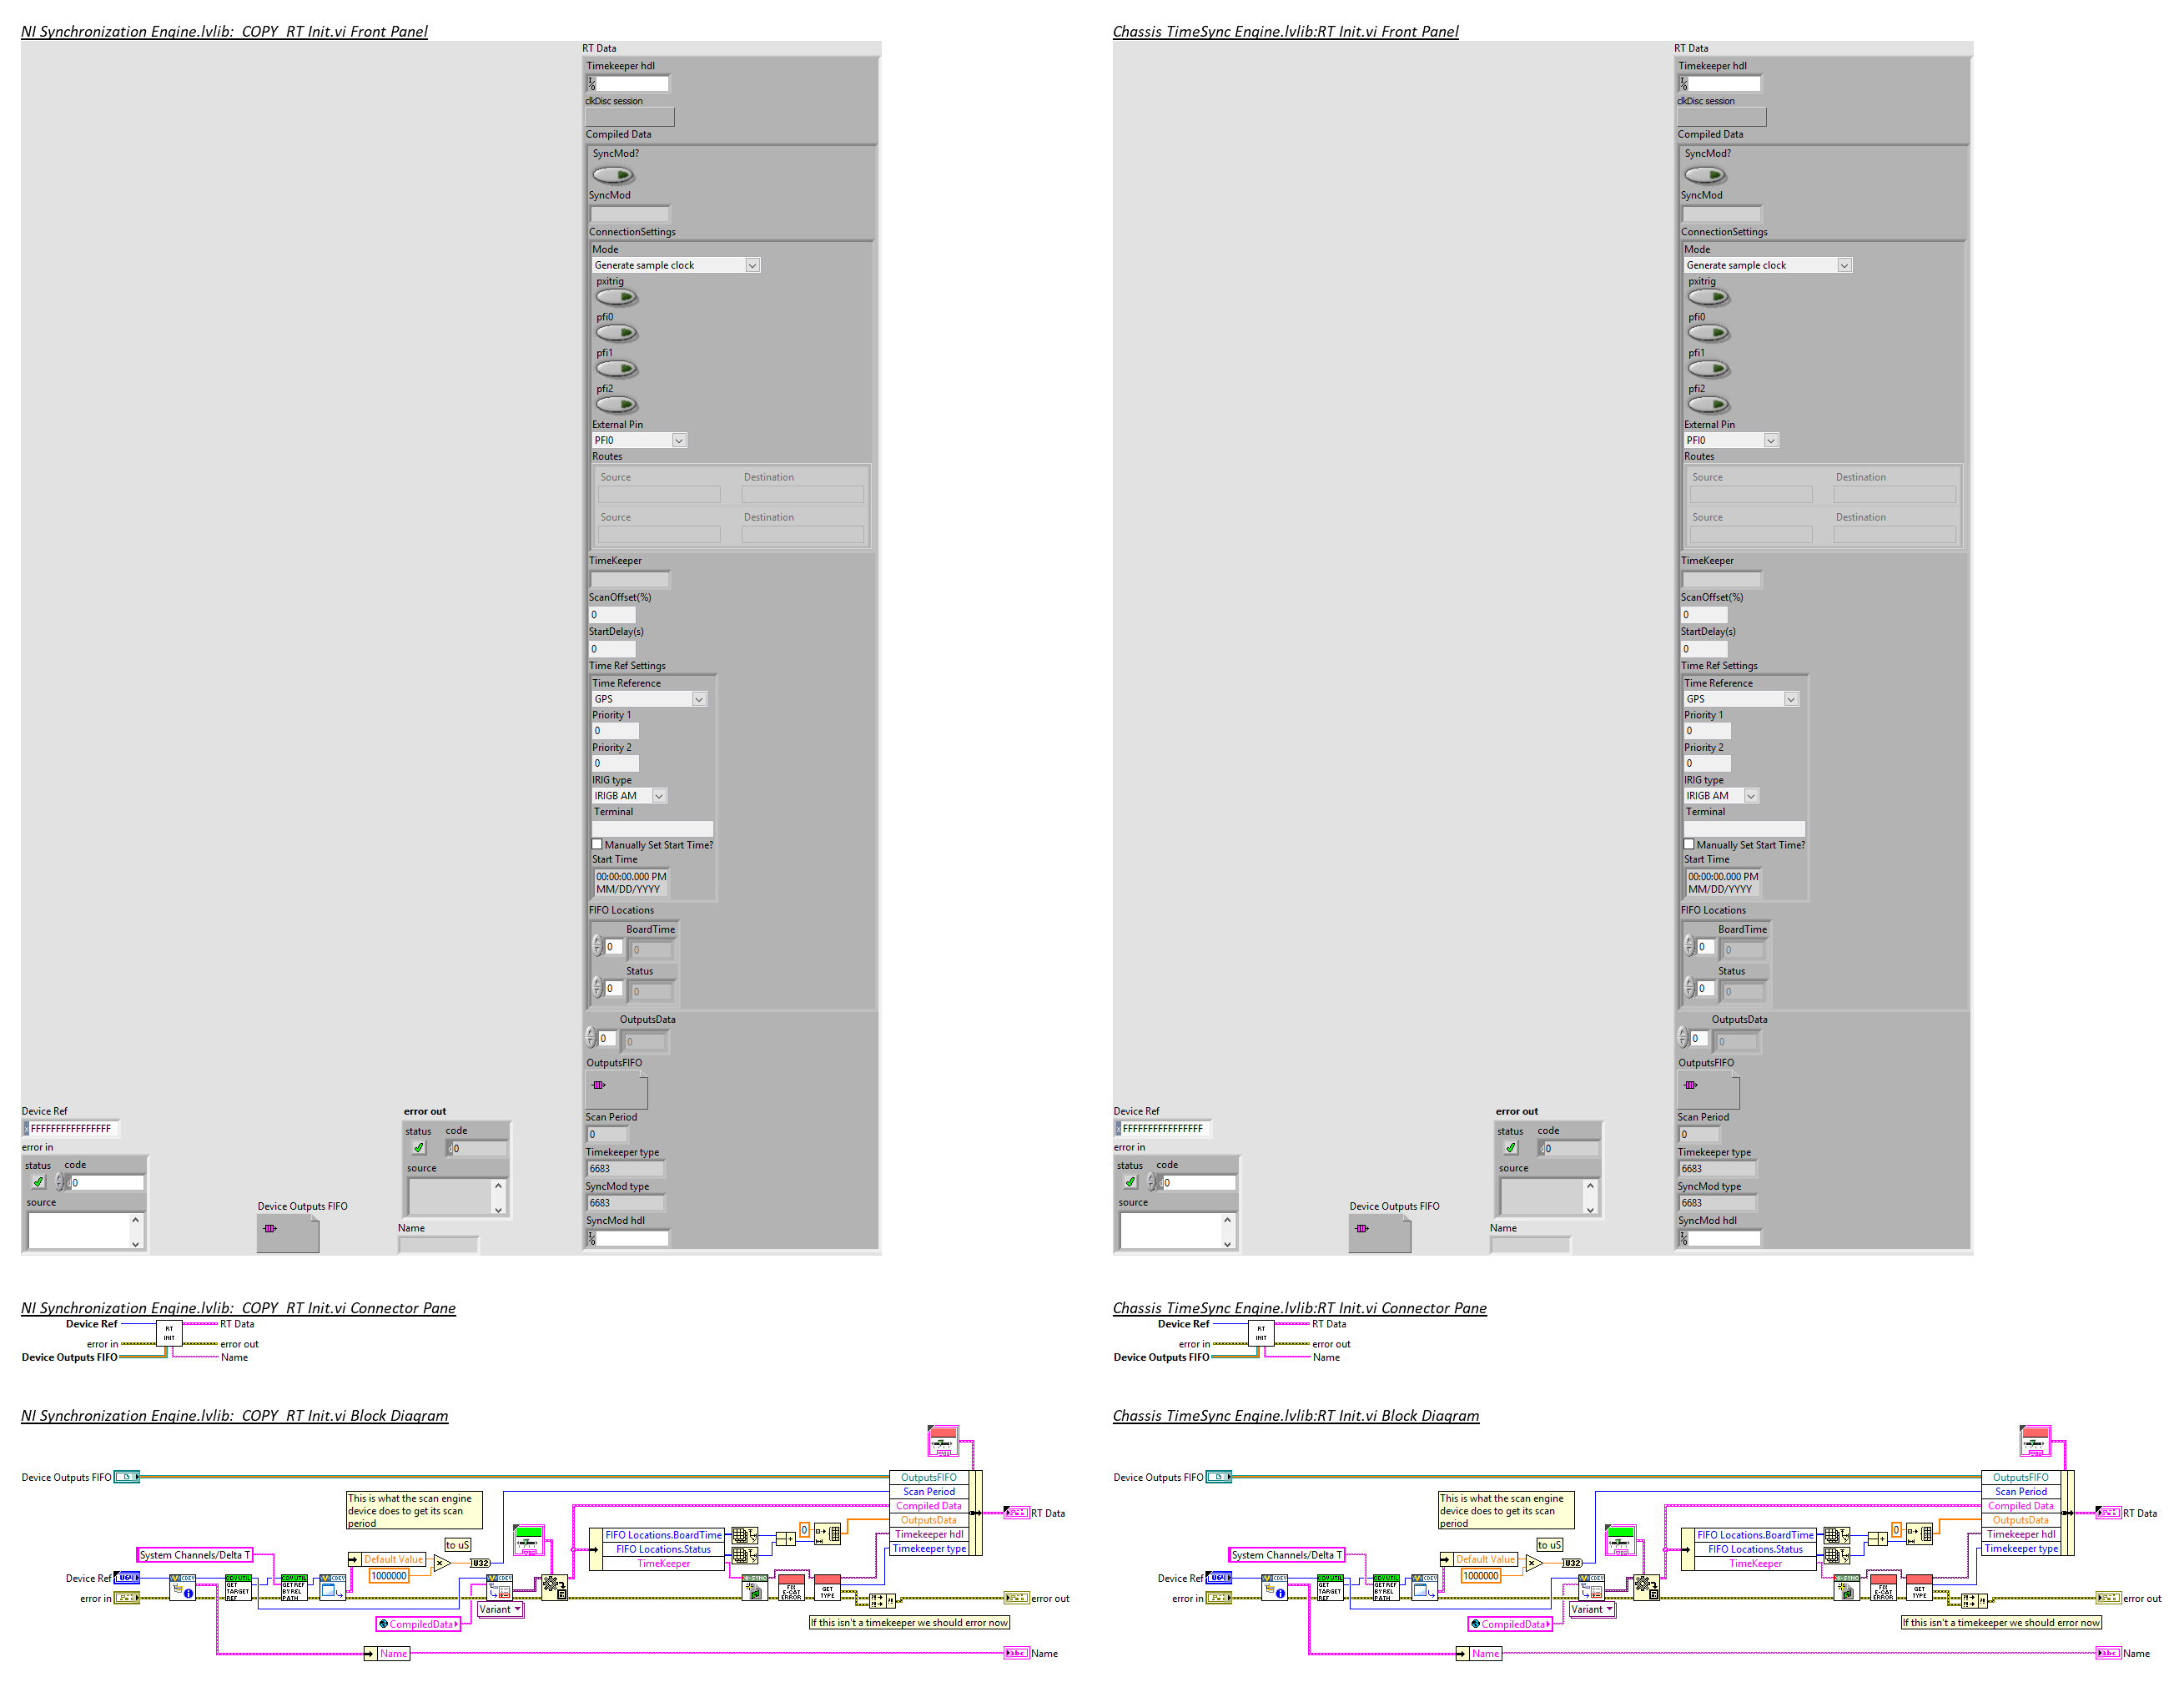 NI Synchronization Engine.lvlib:  COPY  RT Init.vi Front Panel
RT Data
Timekeeper hdl
clkDisc session
Compiled Data
SyncMod?
SyncMod
ConnectionSettings
Mode
Generate sample clock
pxitrig
pfi0
pfi1
pfi2
External Pin
PFI0
Routes
Source Destination
Source Destination
TimeKeeper
ScanOffset(%)
0
StartDelay(s)
0
Time Ref Settings
Time Reference
GPS
Priority 1
0
Priority 2
0
IRIG type
IRIGB AM
Terminal
Manually Set Start Time?
Start Time
00:00:00.000 PM
MM/DD/YYYY
FIFO Locations
BoardTime
0 0
Status
0 0
OutputsData
0 0
OutputsFIFO
Scan Period
0
Timekeeper type
6683
SyncMod type
6683
SyncMod hdl
Device Ref
x FFFFFFFFFFFFFFFF
error in
status code
0
source
Device Outputs FIFO
error out
status code
0
source
Name
Chassis TimeSync Engine.lvlib:RT Init.vi Front Panel
RT Data
Timekeeper hdl
clkDisc session
Compiled Data
SyncMod?
SyncMod
ConnectionSettings
Mode
Generate sample clock
pxitrig
pfi0
pfi1
pfi2
External Pin
PFI0
Routes
Source Destination
Source Destination
TimeKeeper
ScanOffset(%)
0
StartDelay(s)
0
Time Ref Settings
Time Reference
GPS
Priority 1
0
Priority 2
0
IRIG type
IRIGB AM
Terminal
Manually Set Start Time?
Start Time
00:00:00.000 PM
MM/DD/YYYY
FIFO Locations
BoardTime
0 0
Status
0 0
OutputsData
0 0
OutputsFIFO
Scan Period
0
Timekeeper type
6683
SyncMod type
6683
SyncMod hdl
Device Ref
x FFFFFFFFFFFFFFFF
error in
status code
0
source
Device Outputs FIFO
error out
status code
0
source
Name
NI Synchronization Engine.lvlib:  COPY  RT Init.vi Connector Pane
Device Ref RT INIT RT Data
error in error out
Device Outputs FIFO Name
Chassis TimeSync Engine.lvlib:RT Init.vi Connector Pane
Device Ref RT INIT RT Data
error in error out
Device Outputs FIFO Name
NI Synchronization Engine.lvlib:  COPY  RT Init.vi Block Diagram
Device Outputs FIFO
OutputsFIFO
Scan Period
Compiled Data
OutputsData
Timekeeper hdl
Timekeeper type
RT Data
This is what the scan engine
device does to get its scan
period
to uS
System Channels/Delta T
Default Value
1000000
U32
FIFO Locations.BoardTime
FIFO Locations.Status
TimeKeeper
0
Device Ref
error in
GET TARGET REF
GET REF BY REL PATH
Variant
CompiledData
FIX E-CAT ERROR
GET TYPE
error out
If this isn't a timekeeper we should error now
Name
Name
Chassis TimeSync Engine.lvlib:RT Init.vi Block Diagram
Device Outputs FIFO
OutputsFIFO
Scan Period
Compiled Data
OutputsData
Timekeeper hdl
Timekeeper type
RT Data
This is what the scan engine
device does to get its scan
period
to uS
System Channels/Delta T
Default Value
1000000
U32
FIFO Locations.BoardTime
FIFO Locations.Status
TimeKeeper
0
Device Ref
error in
GET TARGET REF
GET REF BY REL PATH
Variant
CompiledData
FIX E-CAT ERROR
GET TYPE
error out
If this isn't a timekeeper we should error now
Name
Name